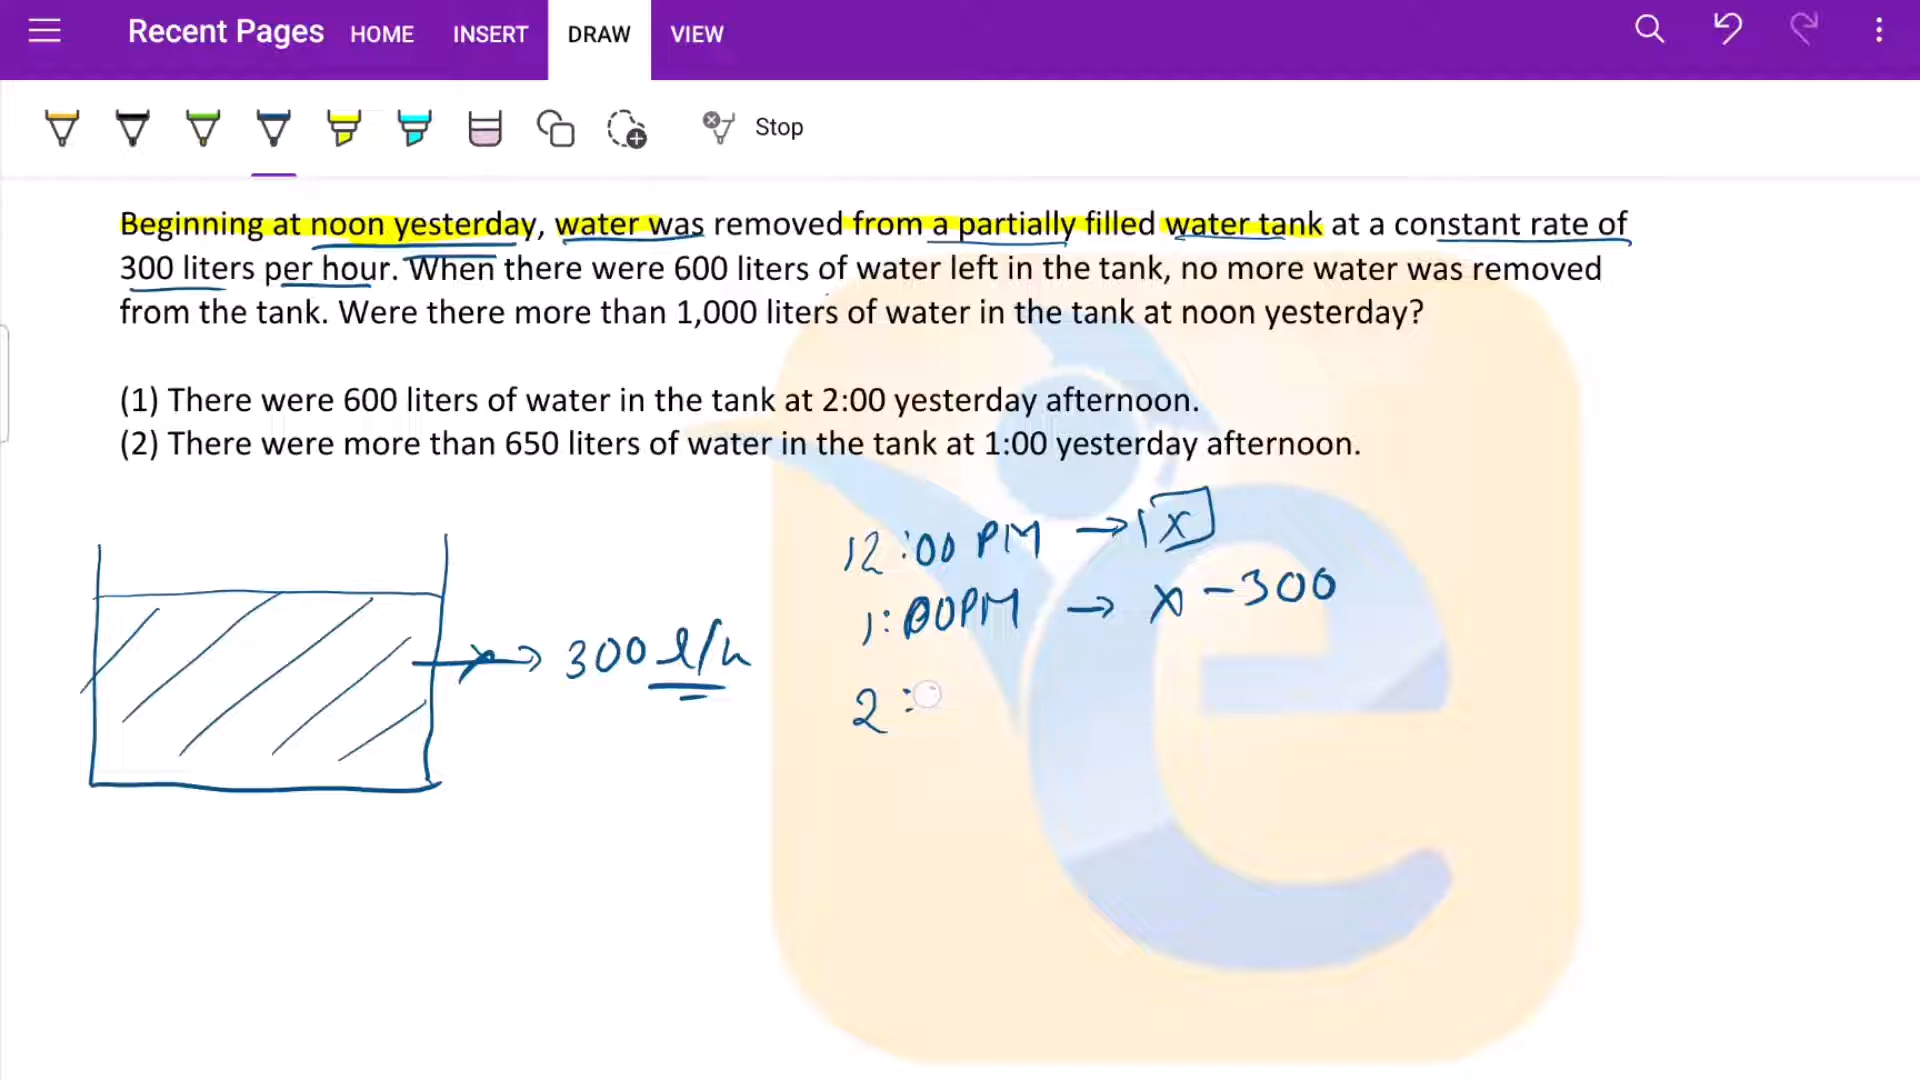 Recent Pages HOME INSERT DRAW VIEW
Stop
Beginning at noon yesterday, water was removed from a partially filled water tank at a constant rate of
300 liters per hour. When there were 600 liters of water left in the tank, no more water was removed
from the tank. Were there more than 1,000 liters of water in the tank at noon yesterday?
(1) There were 600 liters of water in the tank at 2:00 yesterday afternoon.
(2) There were more than 650 liters of water in the tank at 1:00 yesterday afternoon.
12:00 PM → x
1:00PM → x - 300
→ 300 l/h
2 :